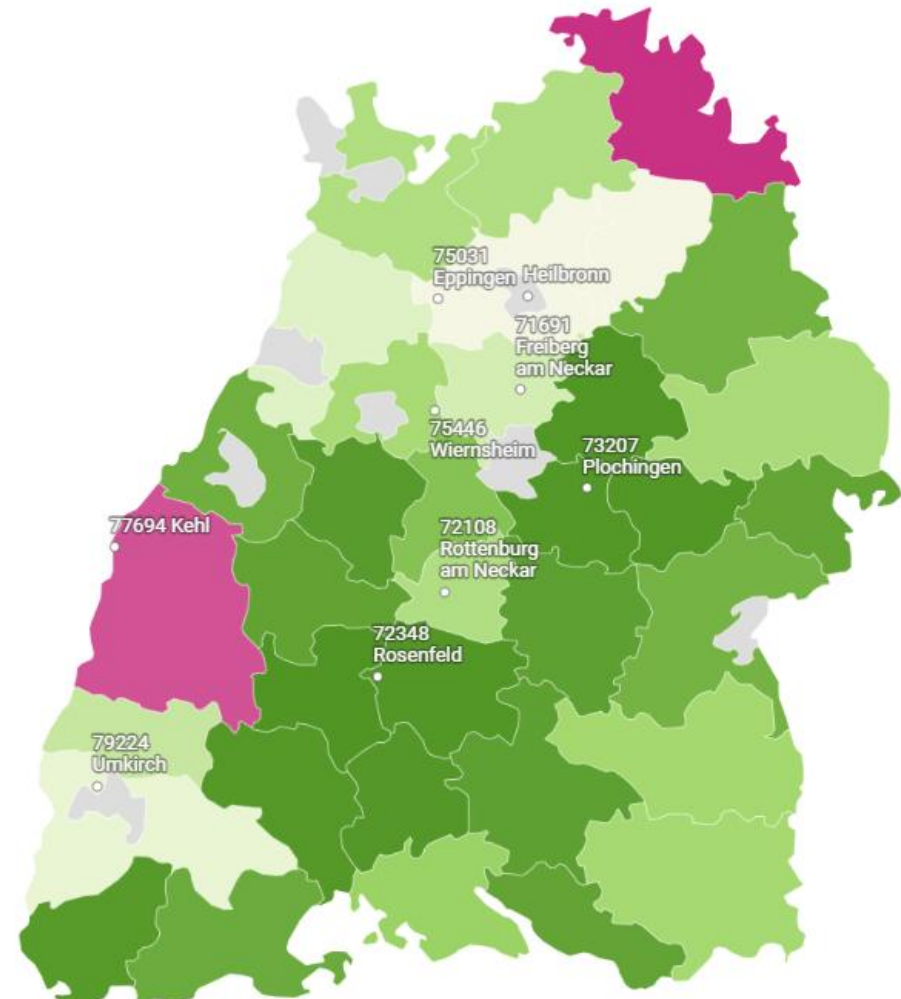 75031
Eppingen
Heilbronn
71691
Freiberg
am Neckar
75446
Wiernsheim
73207
Plochingen
77694 Kehl
72108
Rottenburg
am Neckar
72348
Rosenfeld
79224
Umkirch